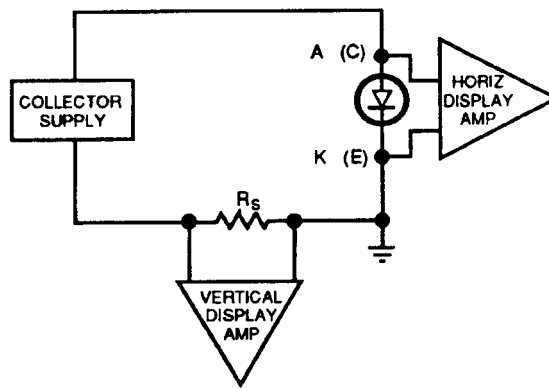 A (C)
HORIZ
DISPLAY
AMP
COLLECTOR
SUPPLY
K (E)
RS
VERTICAL
DISPLAY
AMP